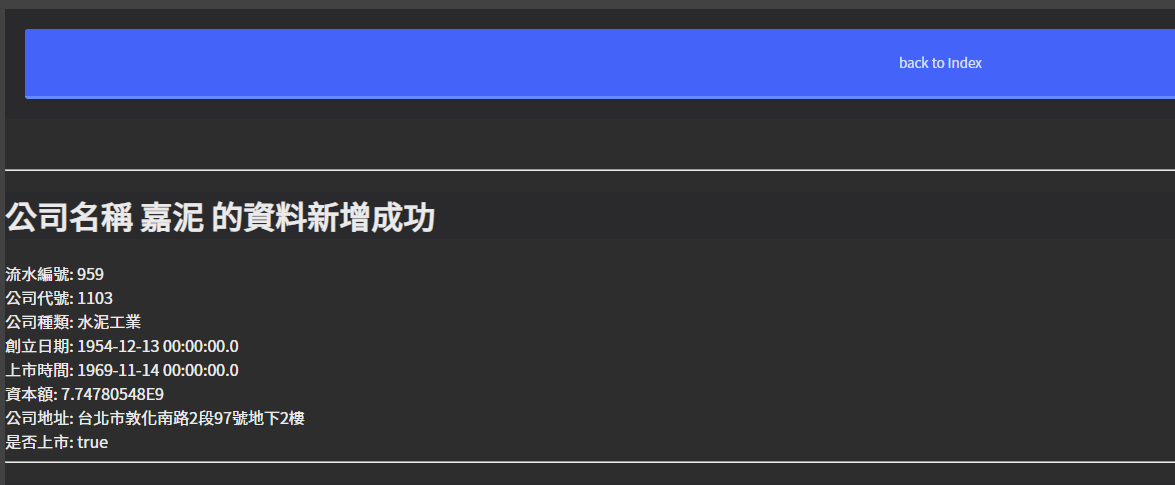 back to Index
公司名稱 嘉泥 的資料新增成功
流水編號: 959
公司代號: 1103
公司種類: 水泥工業
創立日期: 1954-12-13 00:00:00.0
上市時間: 1969-11-14 00:00:00.0
資本額: 7.74780548E9
公司地址: 台北市敦化南路2段97號地下2樓
是否上市: true